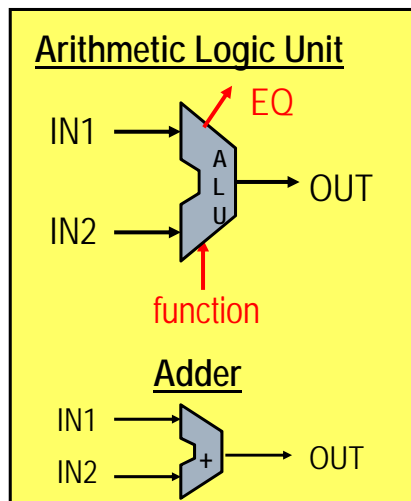 Arithmetic Logic Unit
EQ
IN1
A
L
U
OUT
IN2
function
Adder
IN1
+
OUT
IN2